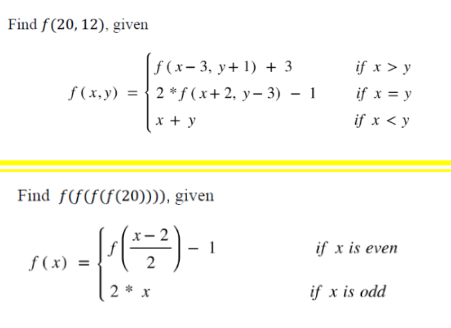 Find f(20, 12), given
f(x – 3, y + 1) + 3 if x > y
f(x,y) = 2 * f(x + 2, y – 3) – 1 if x = y
x + y if x < y
Find f(f(f(f(20)))), given
f(x) = f((x – 2)/2) – 1 if x is even
2 * x if x is odd